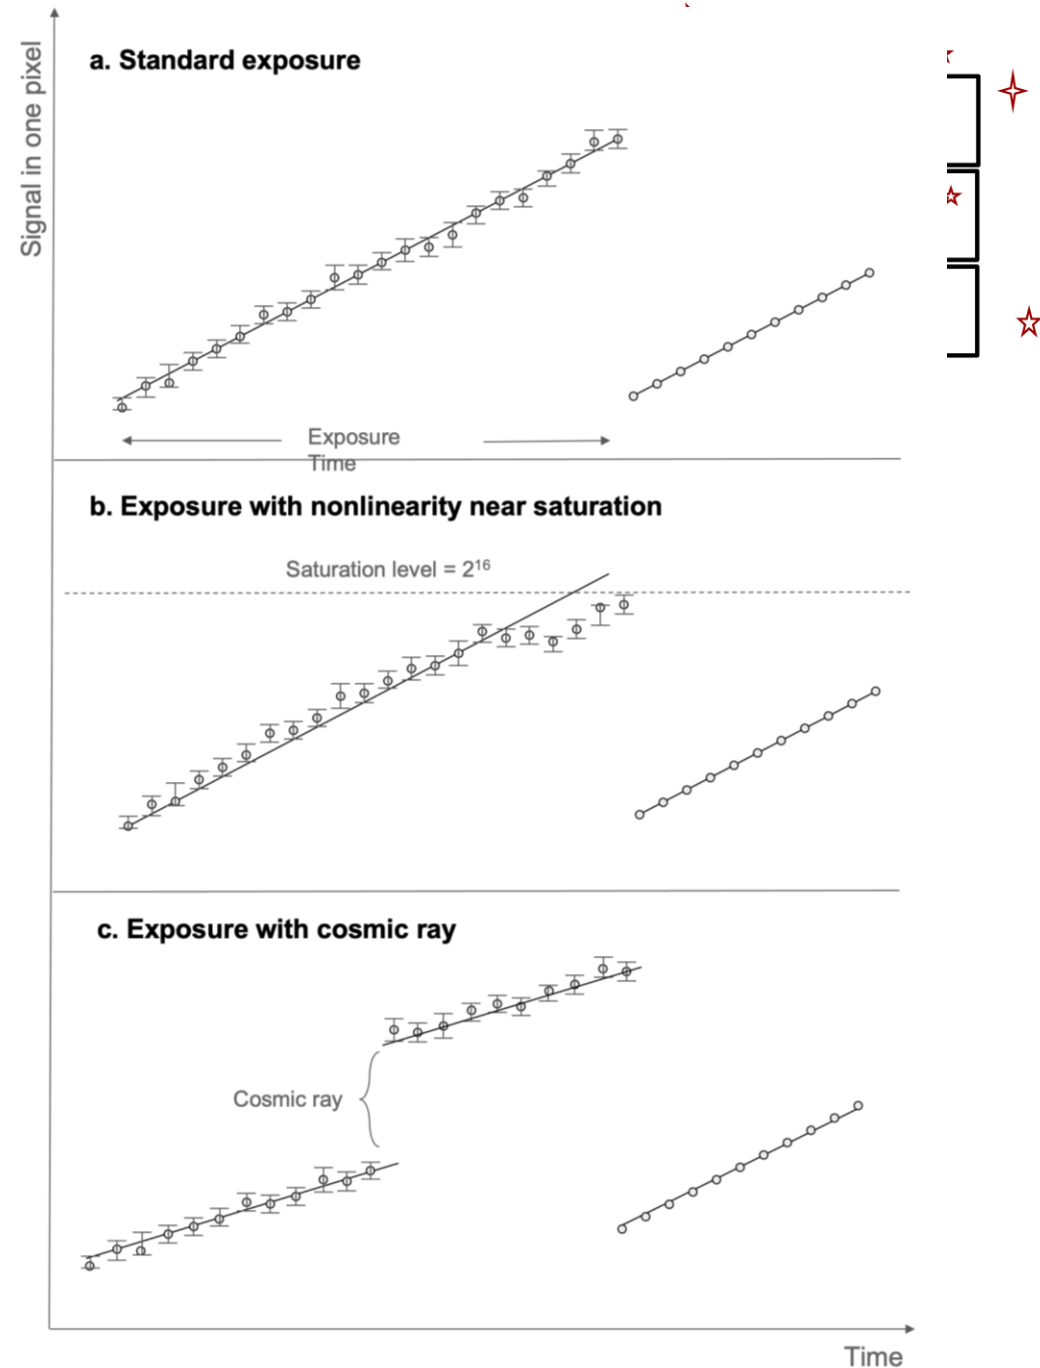 Signal in one pixel
a. Standard exposure
Exposure
Time
b. Exposure with nonlinearity near saturation
Saturation level = 2¹⁶
c. Exposure with cosmic ray
Cosmic ray
Time